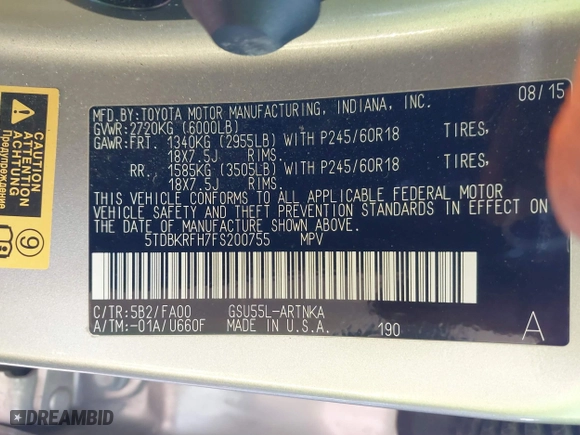 MFD.BY:TOYOTA MOTOR MANUFACTURING, INDIANA, INC. 08/15
GVWR:2720KG (6000LB)
GAWR:FRT. 1340KG (2955LB) WITH P245/60R18 TIRES,
18X7.5J RIMS.
RR. 1585KG (3505LB) WITH P245/60R18 TIRES,
18X7.5J RIMS.
THIS VEHICLE CONFORMS TO ALL APPLICABLE FEDERAL MOTOR
VEHICLE SAFETY AND THEFT PREVENTION STANDARDS IN EFFECT ON
THE DATE OF MANUFACTURE SHOWN ABOVE.
5TDBKRFH7FS200755 MPV
C/TR:5B2/FA00 GSU55L-ARTNKA
A/TM:-01A/U660F MADE IN U.S.A. 190 A
CAUTION
ATTENTION
ACHTUNG
Предупреждение
9
DREAMBID